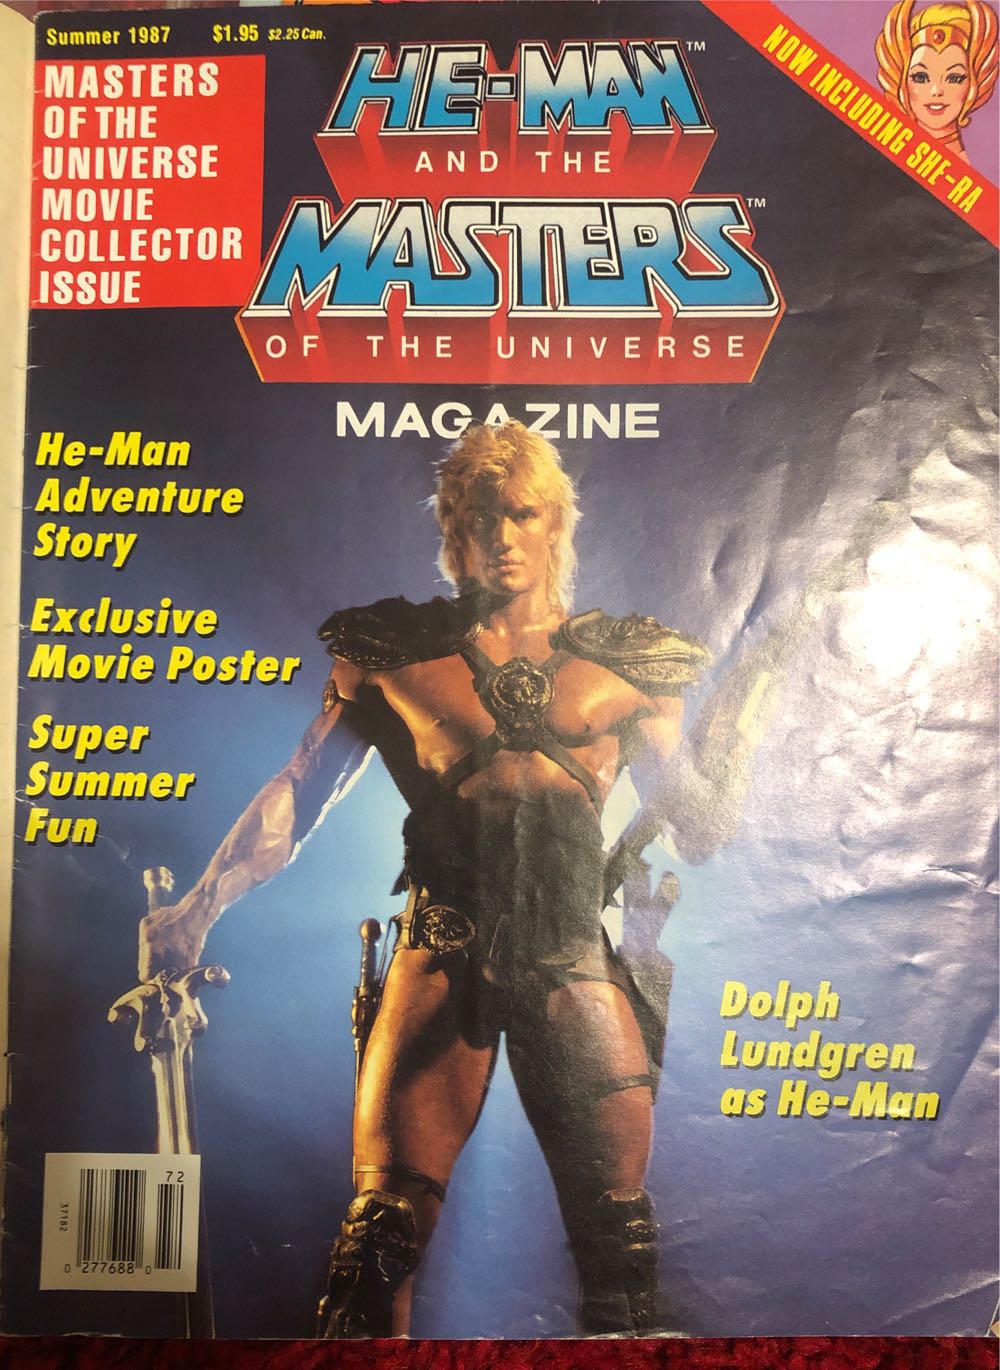 Summer 1987 $1.95 $2.25 Can.
MASTERS
OF THE
UNIVERSE
MOVIE
COLLECTOR
ISSUE
HE-MAN™
AND THE
MASTERS™
OF THE UNIVERSE
MAGAZINE
NOW INCLUDING SHE-RA
He-Man
Adventure
Story
Exclusive
Movie Poster
Super
Summer
Fun
Dolph
Lundgren
as He-Man
72
37182
0 277688 0